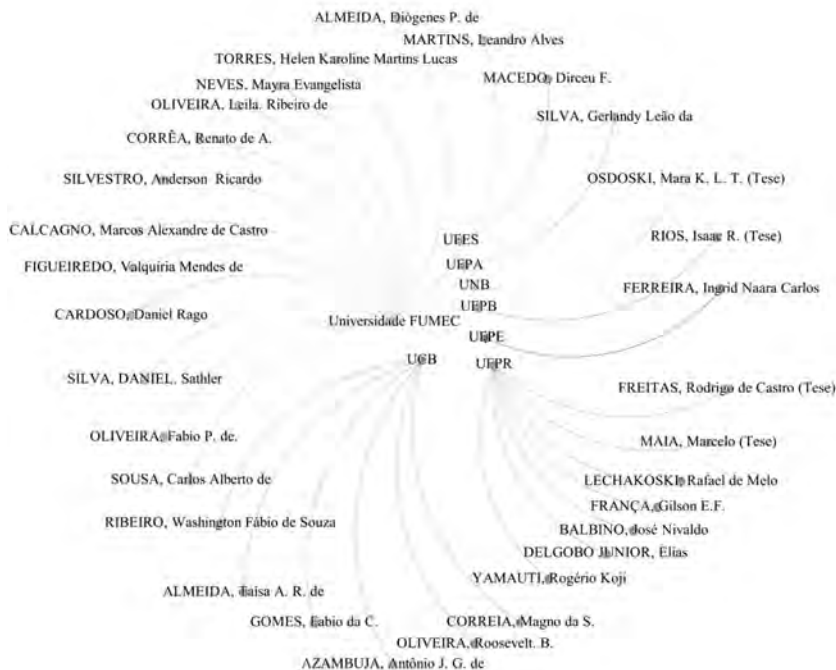 ALMEIDA, Diògenes P. de
MARTINS, Leandro Alves
TORRES, Helen Karoline Martins Lucas
MACEDO, Dirceu F.
NEVES, Mayra Evangelista
OLIVEIRA, Leila. Ribeiro de
SILVA, Gerlandy Leão da
CORRÊA, Renato de A.
SILVESTRO, Anderson Ricardo
OSDOSKI, Mara K. L. T. (Tese)
CALCAGNO, Marcos Alexandre de Castro
RIOS, Isaac R. (Tese)
UFES
FIGUEIREDO, Valquíria Mendes de
UFPA
UNB
FERREIRA, Ingrid Naara Carlos
UFPB
CARDOSO, Daniel Rago
Universidade FUMEC
UFPE
UCB
UFPR
SILVA, DANIEL. Sathler
FREITAS, Rodrigo de Castro (Tese)
OLIVEIRA, Fabio P. de.
MAIA, Marcelo (Tese)
SOUSA, Carlos Alberto de
LECHAKOSKI, Rafael de Melo
FRANÇA, Gilson E.F.
RIBEIRO, Washington Fábio de Souza
BALBINO, José Nivaldo
DELGOBO JUNIOR, Elias
YAMAUTI, Rogério Koji
ALMEIDA, Taisa A. R. de
GOMES, Fabio da C.
CORREIA, Magno da S.
OLIVEIRA, Roosevelt. B.
AZAMBUJA, Antônio J. G. de